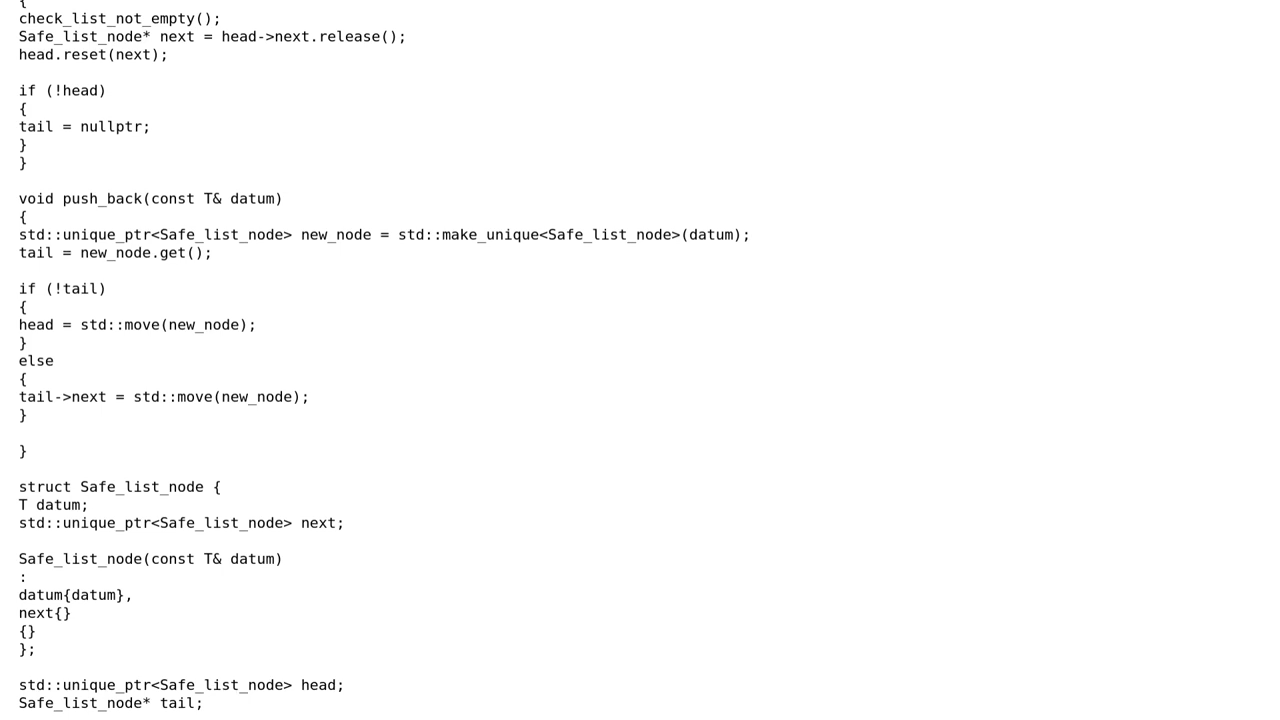 {
check_list_not_empty();
Safe_list_node* next = head->next.release();
head.reset(next);

if (!head)
{
tail = nullptr;
}
}

void push_back(const T& datum)
{
std::unique_ptr<Safe_list_node> new_node = std::make_unique<Safe_list_node>(datum);
tail = new_node.get();

if (!tail)
{
head = std::move(new_node);
}
else
{
tail->next = std::move(new_node);
}

}

struct Safe_list_node {
T datum;
std::unique_ptr<Safe_list_node> next;

Safe_list_node(const T& datum)
:
datum{datum},
next{}
{}
};

std::unique_ptr<Safe_list_node> head;
Safe_list_node* tail;